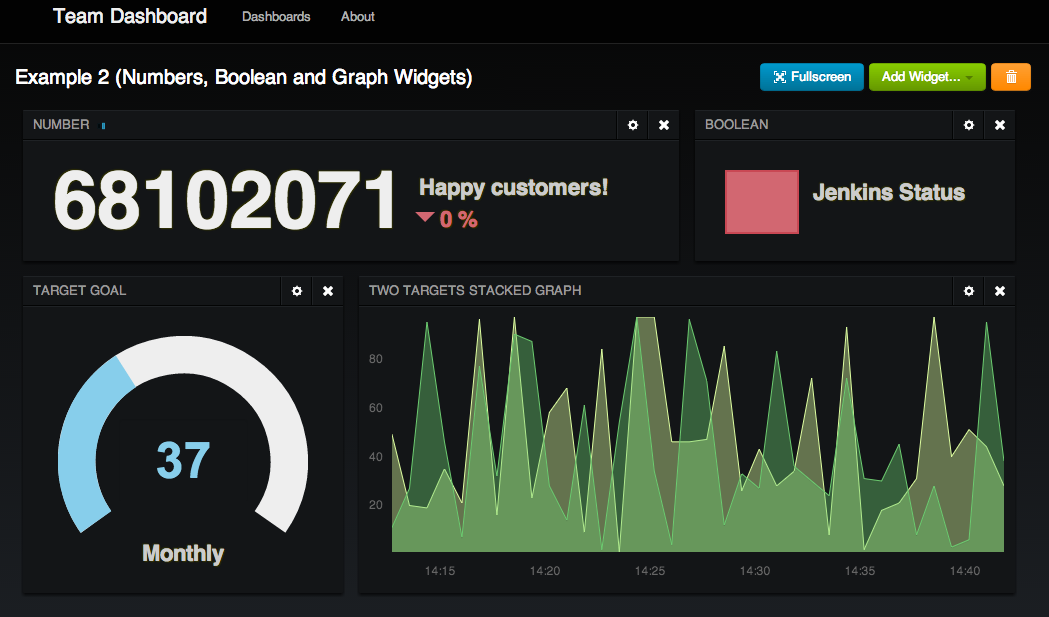 Team Dashboard Dashboards About
Example 2 (Numbers, Boolean and Graph Widgets)
Fullscreen Add Widget...
NUMBER
68102071
Happy customers!
0 %
BOOLEAN
Jenkins Status
TARGET GOAL
37
Monthly
TWO TARGETS STACKED GRAPH
80
60
40
20
14:15 14:20 14:25 14:30 14:35 14:40